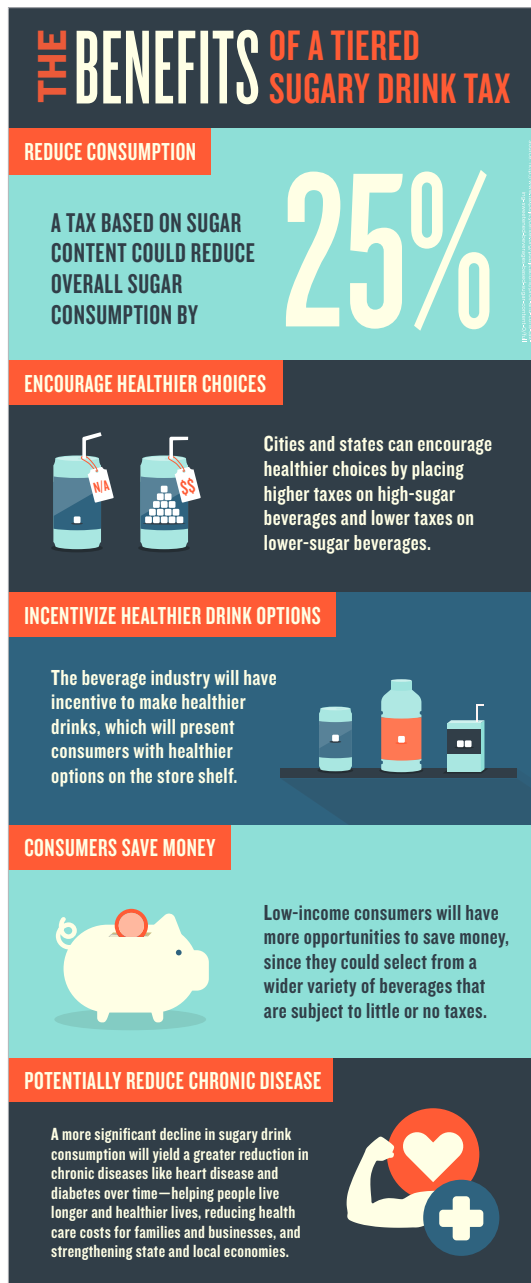 THE BENEFITS OF A TIERED
SUGARY DRINK TAX
REDUCE CONSUMPTION
A TAX BASED ON SUGAR
CONTENT COULD REDUCE
OVERALL SUGAR
CONSUMPTION BY
25%
ENCOURAGE HEALTHIER CHOICES
N/A
$$
Cities and states can encourage
healthier choices by placing
higher taxes on high-sugar
beverages and lower taxes on
lower-sugar beverages.
INCENTIVIZE HEALTHIER DRINK OPTIONS
The beverage industry will have
incentive to make healthier
drinks, which will present
consumers with healthier
options on the store shelf.
CONSUMERS SAVE MONEY
Low-income consumers will have
more opportunities to save money,
since they could select from a
wider variety of beverages that
are subject to little or no taxes.
POTENTIALLY REDUCE CHRONIC DISEASE
A more significant decline in sugary drink
consumption will yield a greater reduction in
chronic diseases like heart disease and
diabetes over time—helping people live
longer and healthier lives, reducing health
care costs for families and businesses, and
strengthening state and local economies.